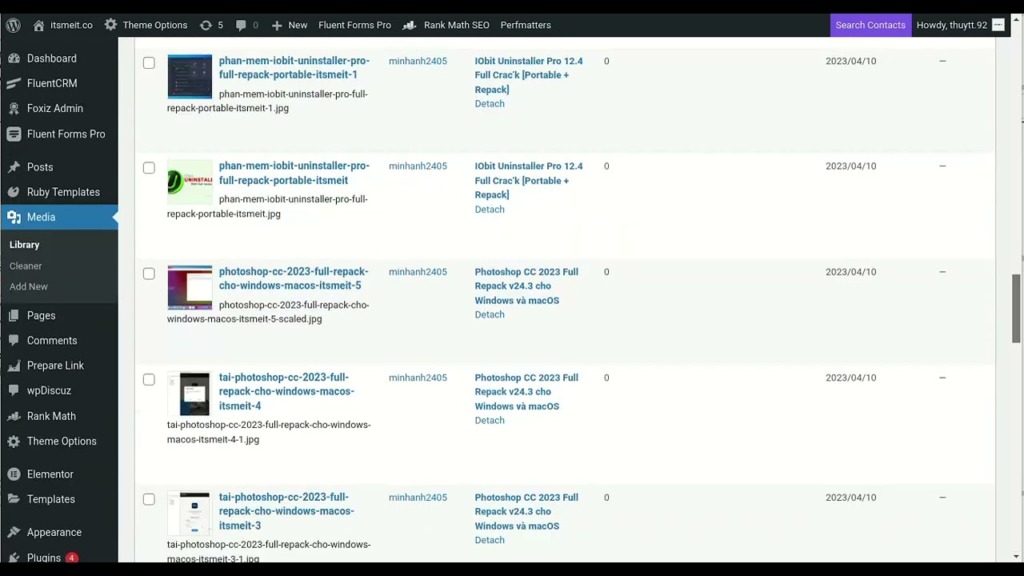 itsmeit.co
Theme Options
5
0
New
Fluent Forms Pro
Rank Math SEO
Perfmatters
Search Contacts
Howdy, thuytt.92
Dashboard
FluentCRM
Foxiz Admin
Fluent Forms Pro
Posts
Ruby Templates
Media
Library
Cleaner
Add New
Pages
Comments
Prepare Link
wpDiscuz
Rank Math
Theme Options
Elementor
Templates
Appearance
Plugins 4
phan-mem-iobit-uninstaller-pro-
full-repack-portable-itsmeit-1
phan-mem-iobit-uninstaller-pro-full-
repack-portable-itsmeit-1.jpg
minhanh2405
IObit Uninstaller Pro 12.4
Full Crac'k [Portable +
Repack]
Detach
0
2023/04/10
—
phan-mem-iobit-uninstaller-pro-
full-repack-portable-itsmeit
phan-mem-iobit-uninstaller-pro-full-
repack-portable-itsmeit.jpg
minhanh2405
IObit Uninstaller Pro 12.4
Full Crac'k [Portable +
Repack]
Detach
0
2023/04/10
—
photoshop-cc-2023-full-repack-
cho-windows-macos-itsmeit-5
photoshop-cc-2023-full-repack-cho-
windows-macos-itsmeit-5-scaled.jpg
minhanh2405
Photoshop CC 2023 Full
Repack v24.3 cho
Windows và macOS
Detach
0
2023/04/10
—
tai-photoshop-cc-2023-full-
repack-cho-windows-macos-
itsmeit-4
tai-photoshop-cc-2023-full-repack-cho-windows-
macos-itsmeit-4-1.jpg
minhanh2405
Photoshop CC 2023 Full
Repack v24.3 cho
Windows và macOS
Detach
0
2023/04/10
—
tai-photoshop-cc-2023-full-
repack-cho-windows-macos-
itsmeit-3
tai-photoshop-cc-2023-full-repack-cho-windows-
macos-itsmeit-3-1.jpg
minhanh2405
Photoshop CC 2023 Full
Repack v24.3 cho
Windows và macOS
Detach
0
2023/04/10
—